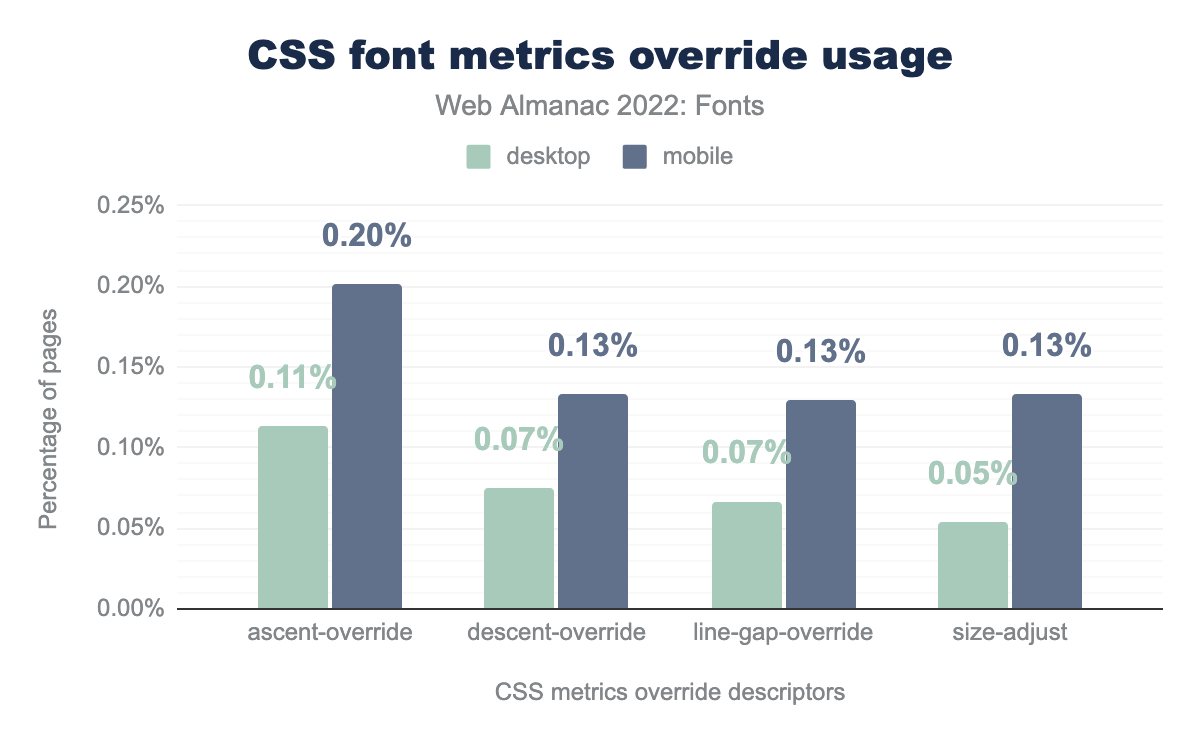 CSS font metrics override usage
Web Almanac 2022: Fonts
desktop mobile
0.25%
0.20%
0.15%
0.10%
0.05%
0.00%
Percentage of pages
0.11% 0.20%
0.07% 0.13%
0.07% 0.13%
0.05% 0.13%
ascent-override descent-override line-gap-override size-adjust
CSS metrics override descriptors